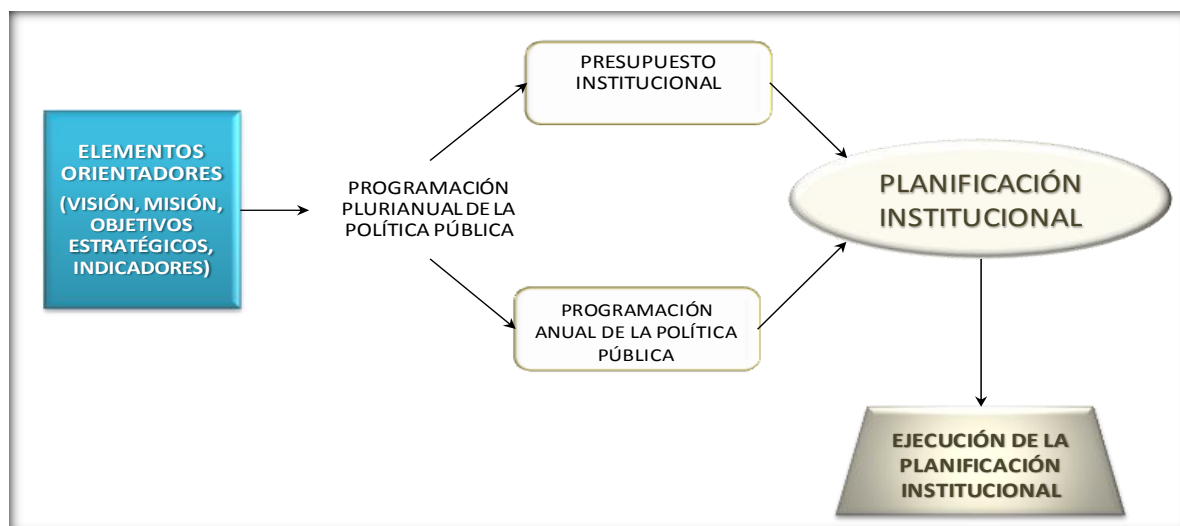 ELEMENTOS
ORIENTADORES
(VISIÓN, MISIÓN,
OBJETIVOS
ESTRATÉGICOS,
INDICADORES)
PROGRAMACIÓN
PLURIANUAL DE LA
POLÍTICA PÚBLICA
PRESUPUESTO
INSTITUCIONAL
PROGRAMACIÓN
ANUAL DE LA POLÍTICA
PÚBLICA
PLANIFICACIÓN
INSTITUCIONAL
EJECUCIÓN DE LA
PLANIFICACIÓN
INSTITUCIONAL